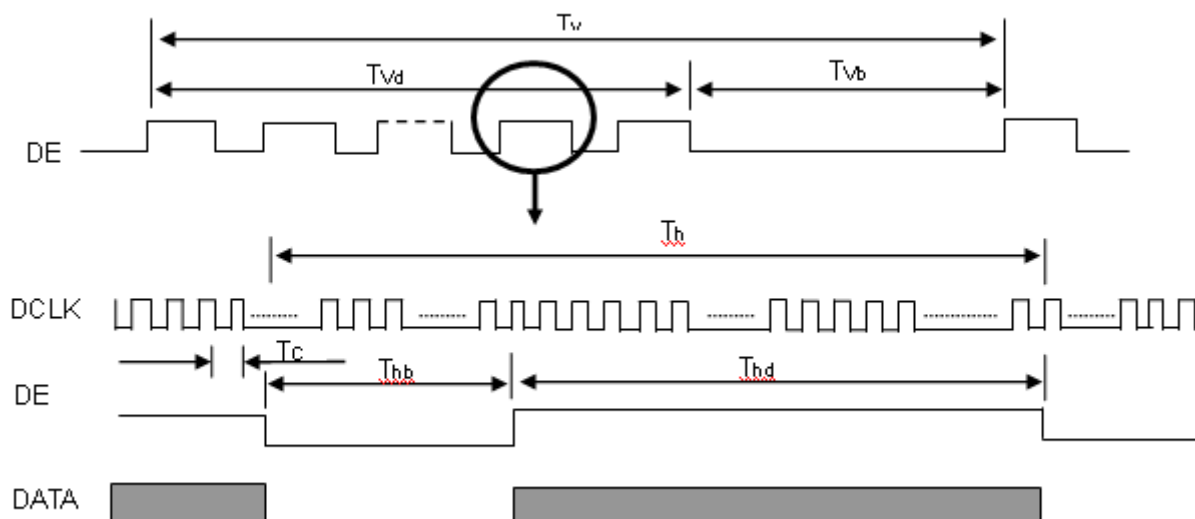 Tv
TVd
TVb
DE
Th
DCLK
Tc
Thb
Thd
DE
DATA